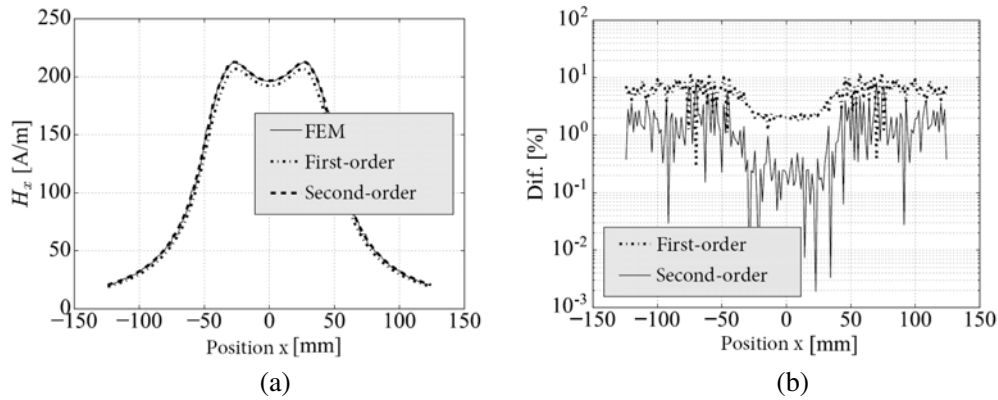 250
200
150
100
50
0
H_x [A/m]
FEM
First-order
Second-order
−150 −100 −50 0 50 100 150
Position x [mm]
(a)
10^2
10^1
10^0
10^-1
10^-2
10^-3
Dif. [%]
First-order
Second-order
−150 −100 −50 0 50 100 150
Position x [mm]
(b)